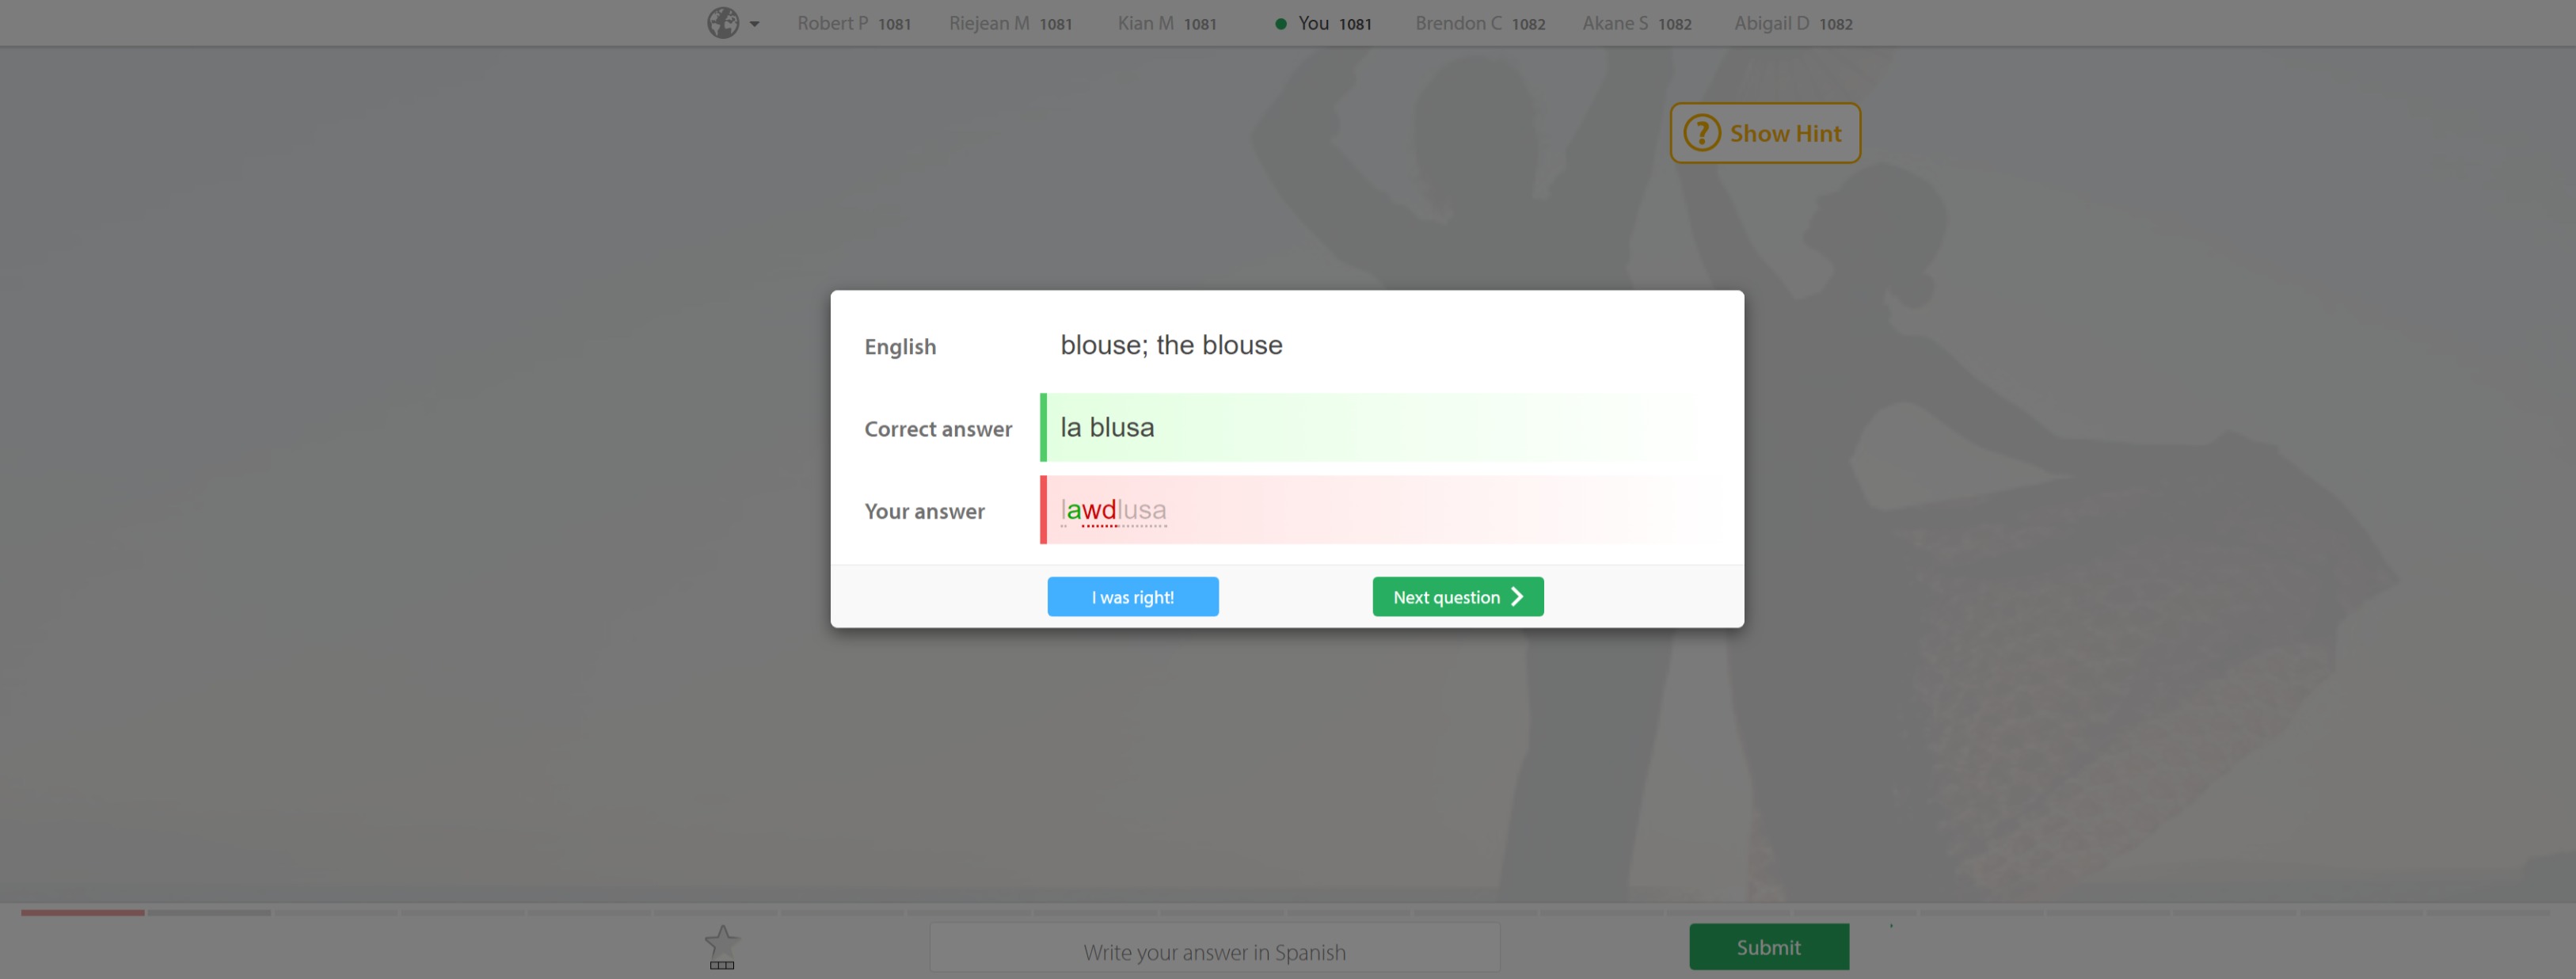 Robert P 1081 Riejean M 1081 Kian M 1081 You 1081 Brendon C 1082 Akane S 1082 Abigail D 1082
? Show Hint
English blouse; the blouse
Correct answer la blusa
Your answer lawdlusa
I was right! Next question
Write your answer in Spanish Submit